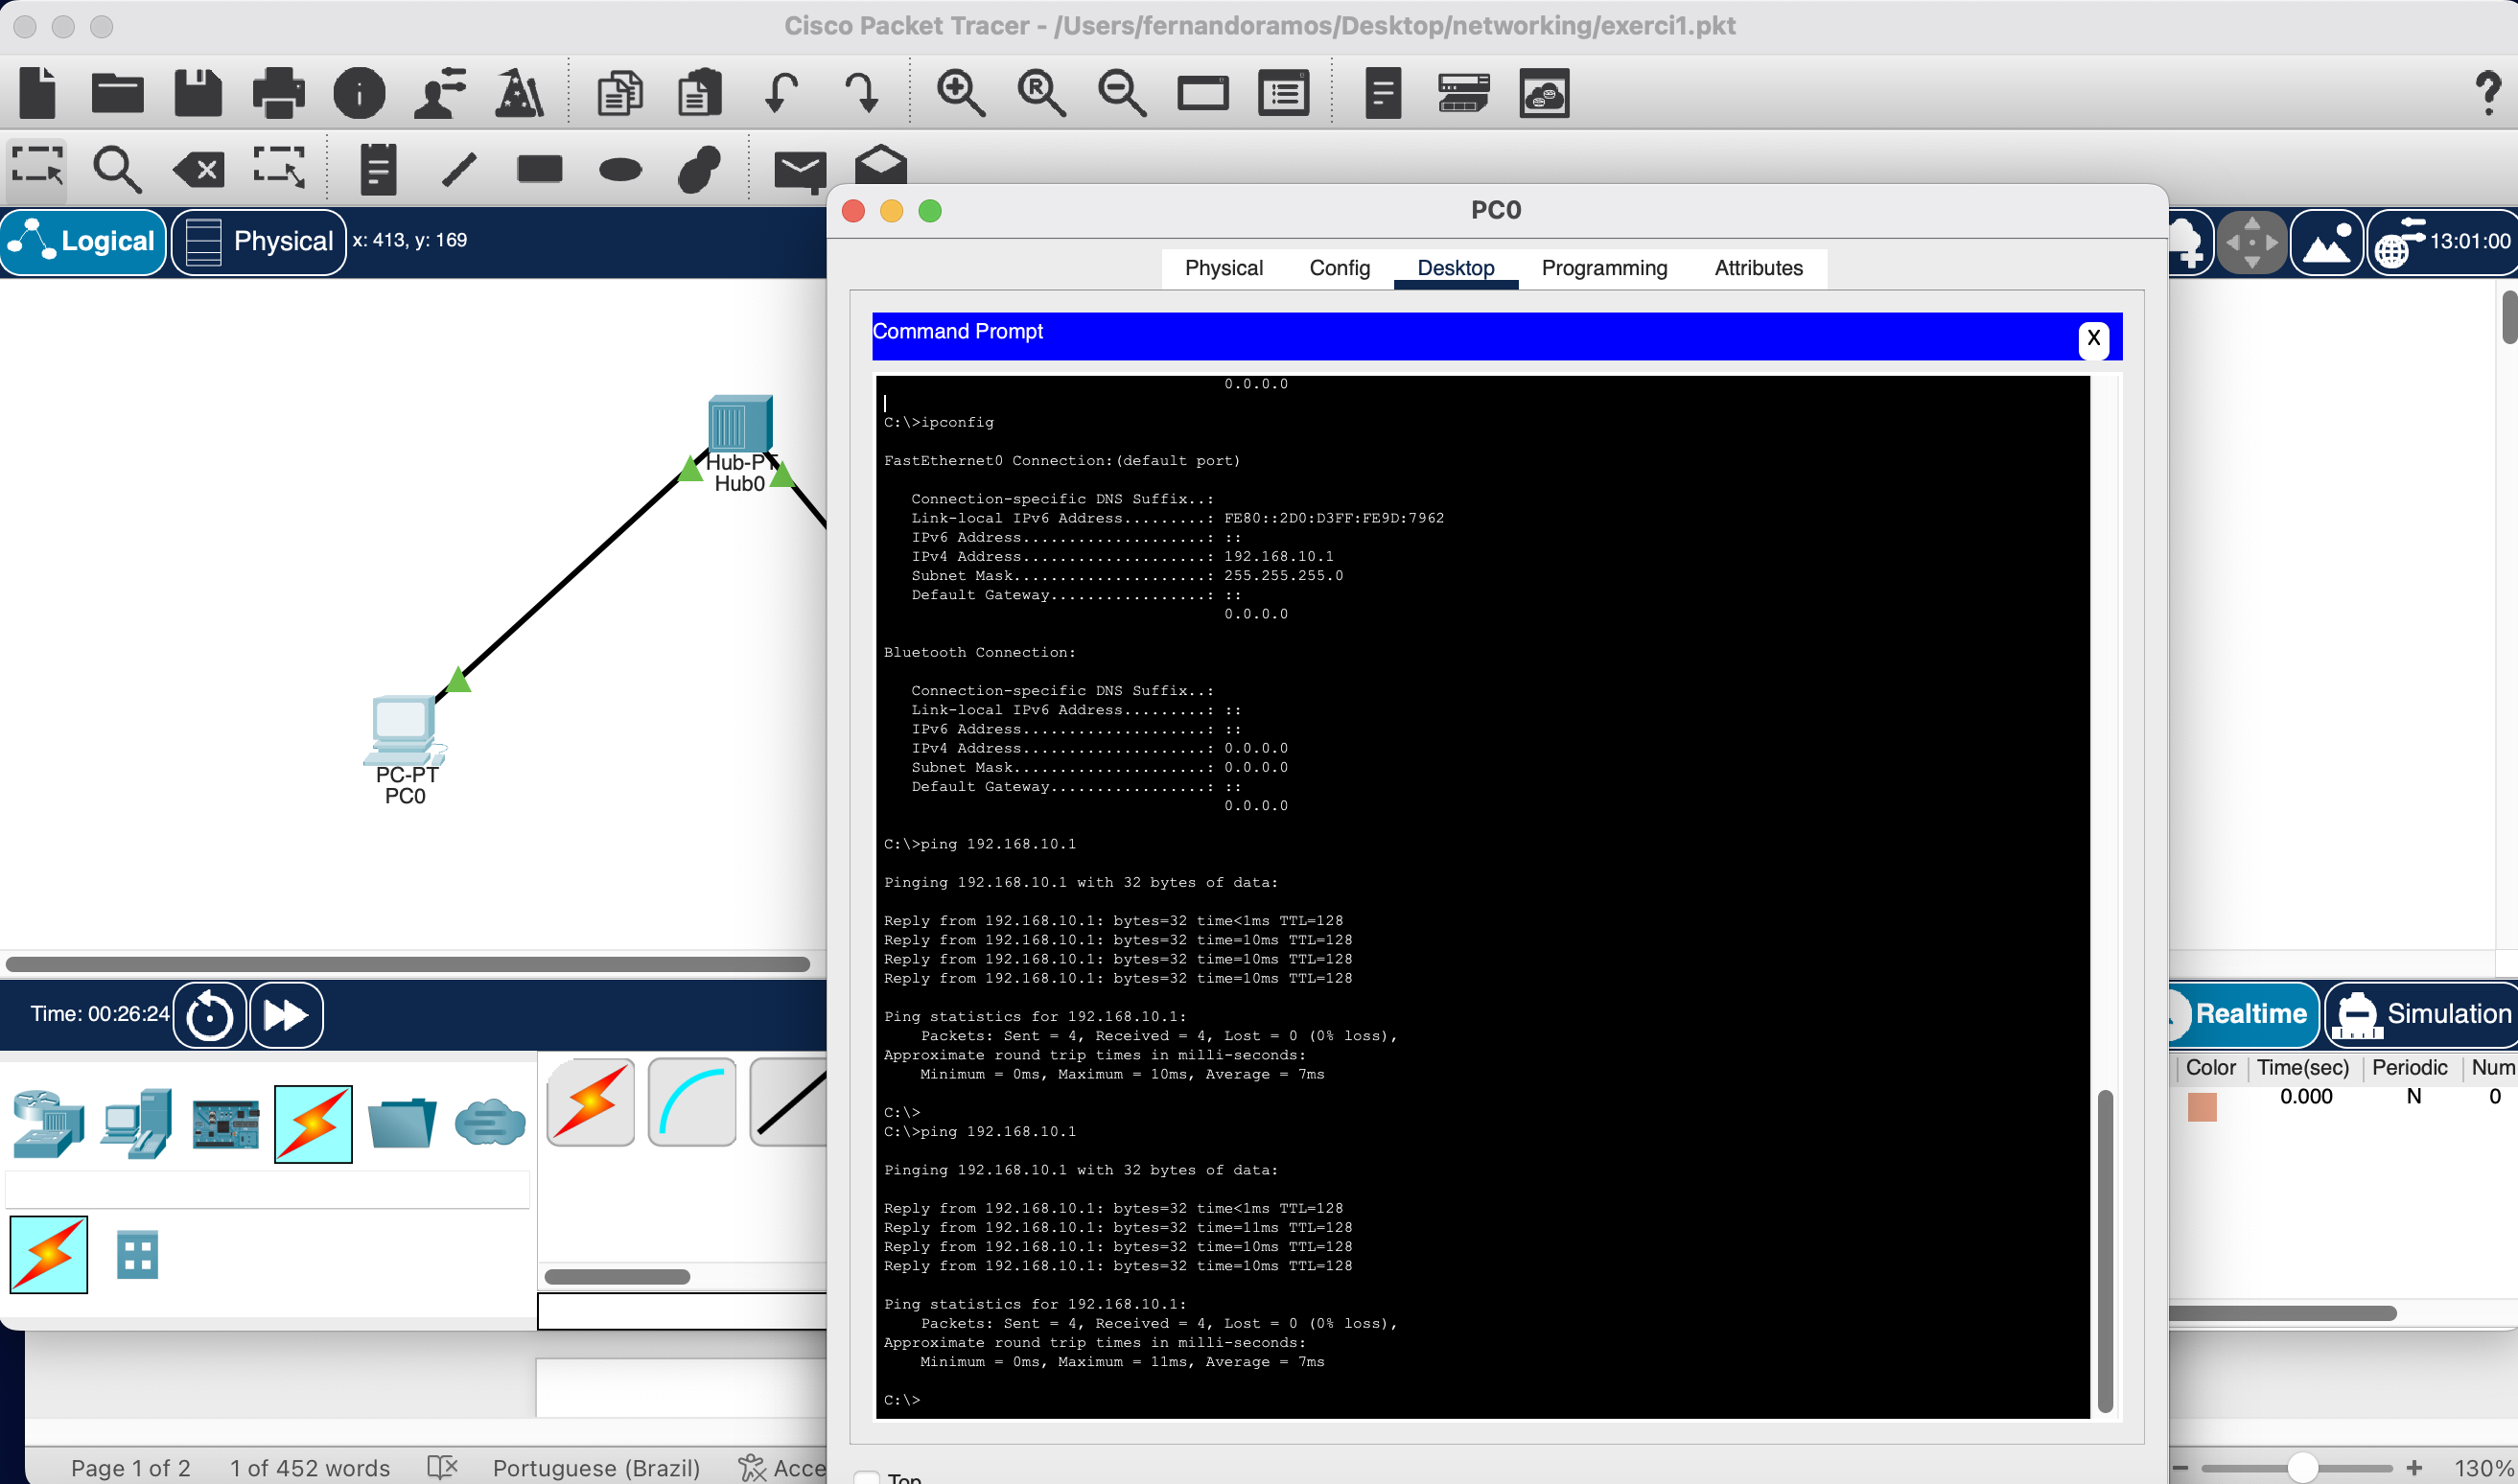 Cisco Packet Tracer - /Users/fernandoramos/Desktop/networking/exerci1.pkt
Logical
Physical
x: 413, y: 169
13:01:00
Hub-PT
Hub0
PC-PT
PC0
PC0
Physical
Config
Desktop
Programming
Attributes
Command Prompt
X
0.0.0.0
C:\>ipconfig
FastEthernet0 Connection:(default port)
Connection-specific DNS Suffix..:
Link-local IPv6 Address.........: FE80::2D0:D3FF:FE9D:7962
IPv6 Address....................: ::
IPv4 Address....................: 192.168.10.1
Subnet Mask.....................: 255.255.255.0
Default Gateway.................: ::
0.0.0.0
Bluetooth Connection:
Connection-specific DNS Suffix..:
Link-local IPv6 Address.........: ::
IPv6 Address....................: ::
IPv4 Address....................: 0.0.0.0
Subnet Mask.....................: 0.0.0.0
Default Gateway.................: ::
0.0.0.0
C:\>ping 192.168.10.1
Pinging 192.168.10.1 with 32 bytes of data:
Reply from 192.168.10.1: bytes=32 time<1ms TTL=128
Reply from 192.168.10.1: bytes=32 time=10ms TTL=128
Reply from 192.168.10.1: bytes=32 time=10ms TTL=128
Reply from 192.168.10.1: bytes=32 time=10ms TTL=128
Ping statistics for 192.168.10.1:
Packets: Sent = 4, Received = 4, Lost = 0 (0% loss),
Approximate round trip times in milli-seconds:
Minimum = 0ms, Maximum = 10ms, Average = 7ms
C:\>
C:\>ping 192.168.10.1
Pinging 192.168.10.1 with 32 bytes of data:
Reply from 192.168.10.1: bytes=32 time<1ms TTL=128
Reply from 192.168.10.1: bytes=32 time=11ms TTL=128
Reply from 192.168.10.1: bytes=32 time=10ms TTL=128
Reply from 192.168.10.1: bytes=32 time=10ms TTL=128
Ping statistics for 192.168.10.1:
Packets: Sent = 4, Received = 4, Lost = 0 (0% loss),
Approximate round trip times in milli-seconds:
Minimum = 0ms, Maximum = 11ms, Average = 7ms
C:\>
Top
Time: 00:26:24
Realtime
Simulation
Color Time(sec) Periodic Num
0.000 N 0
Page 1 of 2
1 of 452 words
Portuguese (Brazil)
Acce
130%